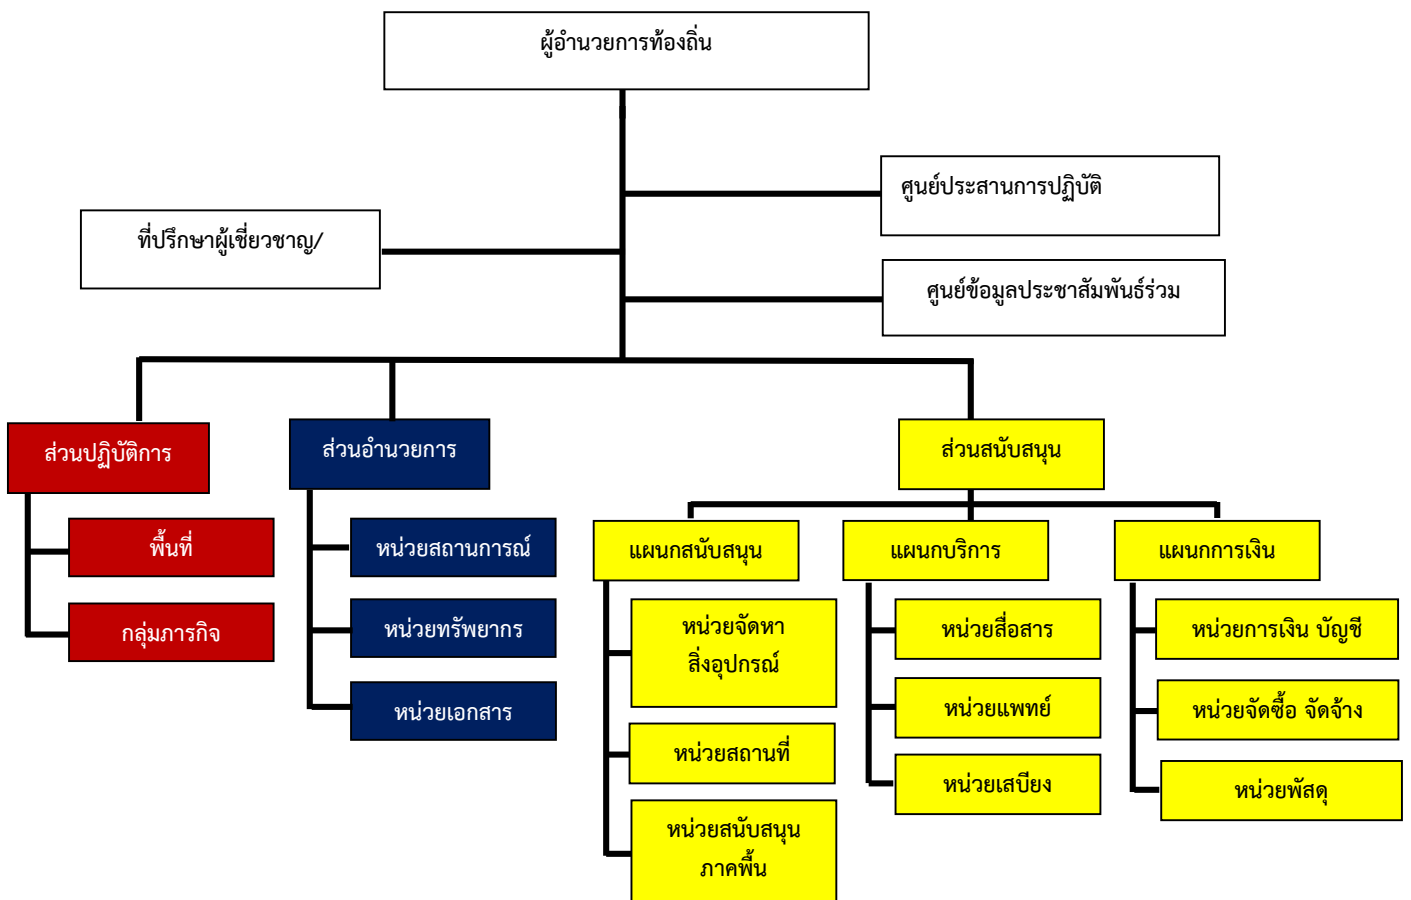 ผู้อำนวยการท้องถิ่น
ศูนย์ประสานการปฏิบัติ
ที่ปรึกษาผู้เชี่ยวชาญ/
ศูนย์ข้อมูลประชาสัมพันธ์ร่วม
ส่วนปฏิบัติการ
พื้นที่
กลุ่มภารกิจ
ส่วนอำนวยการ
หน่วยสถานการณ์
หน่วยทรัพยากร
หน่วยเอกสาร
ส่วนสนับสนุน
แผนกสนับสนุน
หน่วยจัดหา
สิ่งอุปกรณ์
หน่วยสถานที่
หน่วยสนับสนุน
ภาคพื้น
แผนกบริการ
หน่วยสื่อสาร
หน่วยแพทย์
หน่วยเสบียง
แผนกการเงิน
หน่วยการเงิน บัญชี
หน่วยจัดซื้อ จัดจ้าง
หน่วยพัสดุ